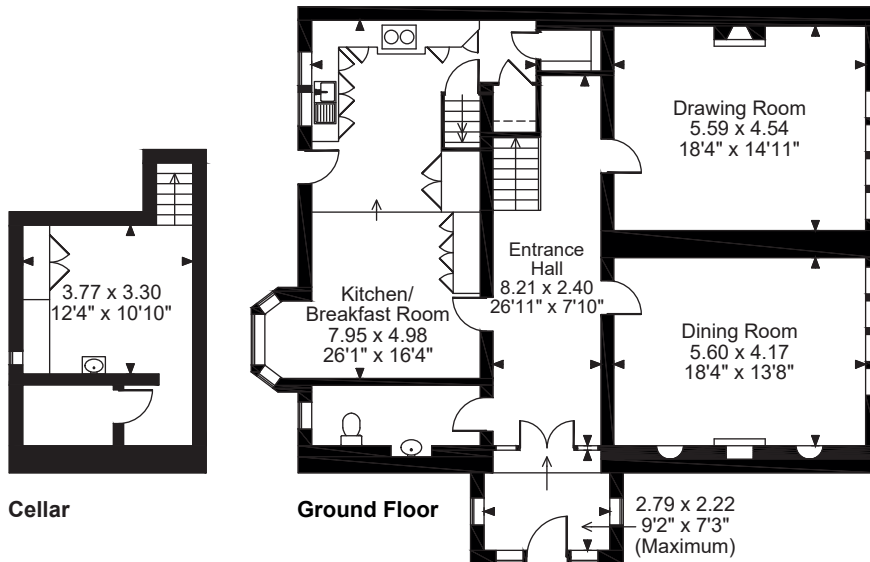 Drawing Room
5.59 x 4.54
18'4" x 14'11"
Entrance
Hall
8.21 x 2.40
26'11" x 7'10"
3.77 x 3.30
12'4" x 10'10"
Kitchen/
Breakfast Room
7.95 x 4.98
26'1" x 16'4"
Dining Room
5.60 x 4.17
18'4" x 13'8"
Cellar
Ground Floor
2.79 x 2.22
9'2" x 7'3"
(Maximum)